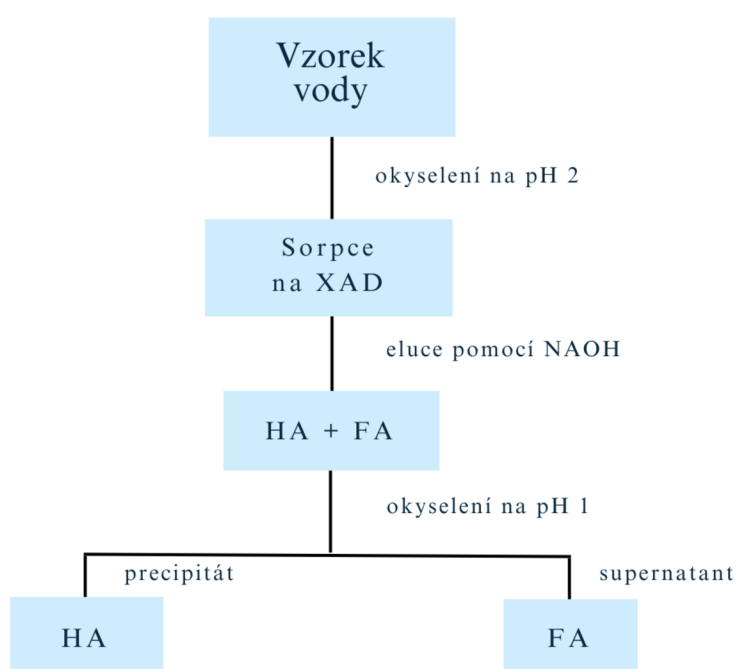 Vzorek
vody
okyselení na pH 2
Sorpce
na XAD
eluce pomocí NAOH
HA + FA
okyselení na pH 1
precipitát
supernatant
HA
FA